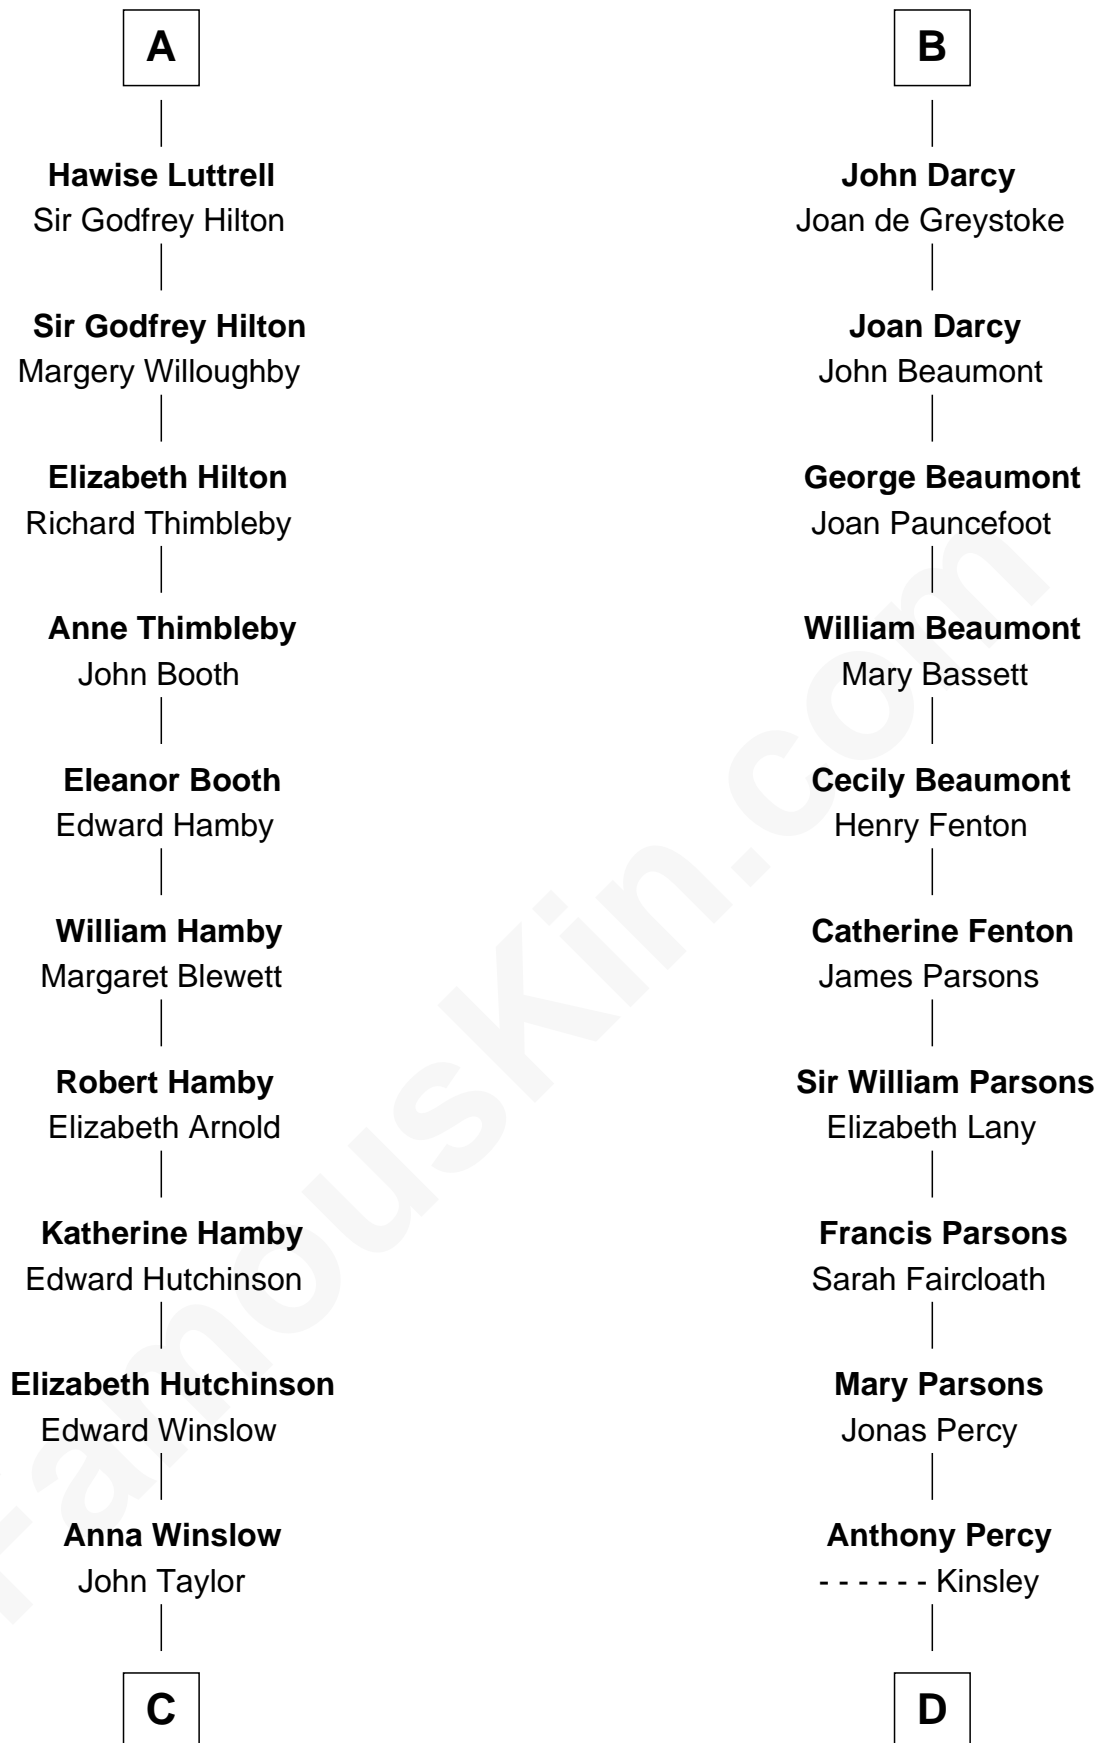 A
Hawise Luttrell
Sir Godfrey Hilton
Sir Godfrey Hilton
Margery Willoughby
Elizabeth Hilton
Richard Thimbleby
Anne Thimbleby
John Booth
Eleanor Booth
Edward Hamby
William Hamby
Margaret Blewett
Robert Hamby
Elizabeth Arnold
Katherine Hamby
Edward Hutchinson
Elizabeth Hutchinson
Edward Winslow
Anna Winslow
John Taylor
C
B
John Darcy
Joan de Greystoke
Joan Darcy
John Beaumont
George Beaumont
Joan Pauncefoot
William Beaumont
Mary Bassett
Cecily Beaumont
Henry Fenton
Catherine Fenton
James Parsons
Sir William Parsons
Elizabeth Lany
Francis Parsons
Sarah Faircloath
Mary Parsons
Jonas Percy
Anthony Percy
- - - - - - Kinsley
D
FamousKin.com